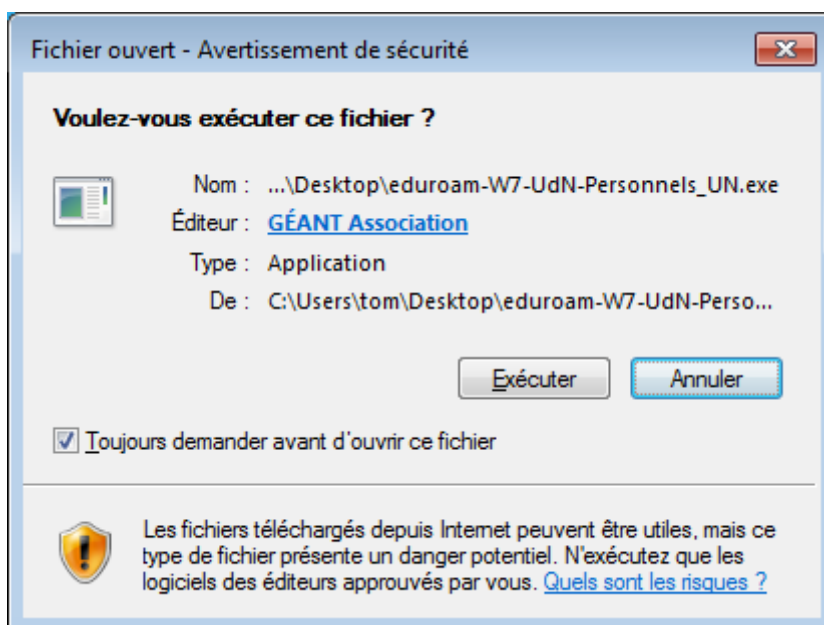 Fichier ouvert - Avertissement de sécurité
Voulez-vous exécuter ce fichier ?
Nom : ...\Desktop\eduroam-W7-UdN-Personnels_UN.exe
Éditeur : GÉANT Association
Type : Application
De : C:\Users\tom\Desktop\eduroam-W7-UdN-Perso...
Exécuter Annuler
Toujours demander avant d'ouvrir ce fichier
Les fichiers téléchargés depuis Internet peuvent être utiles, mais ce
type de fichier présente un danger potentiel. N'exécutez que les
logiciels des éditeurs approuvés par vous. Quels sont les risques ?